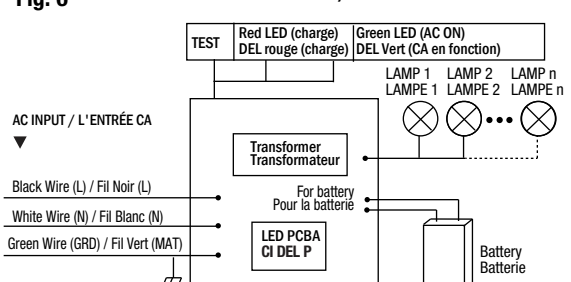 Fig. 6
TEST
Red LED (charge)
DEL rouge (charge)
Green LED (AC ON)
DEL Vert (CA en fonction)
LAMP 1 LAMP 2 LAMP n
LAMPE 1 LAMPE 2 LAMPE n
AC INPUT / L'ENTRÉE CA
Transformer
Transformateur
Black Wire (L) / Fil Noir (L)
For battery
Pour la batterie
White Wire (N) / Fil Blanc (N)
LED PCBA
CI DEL P
Green Wire (GRD) / Fil Vert (MAT)
Battery
Batterie